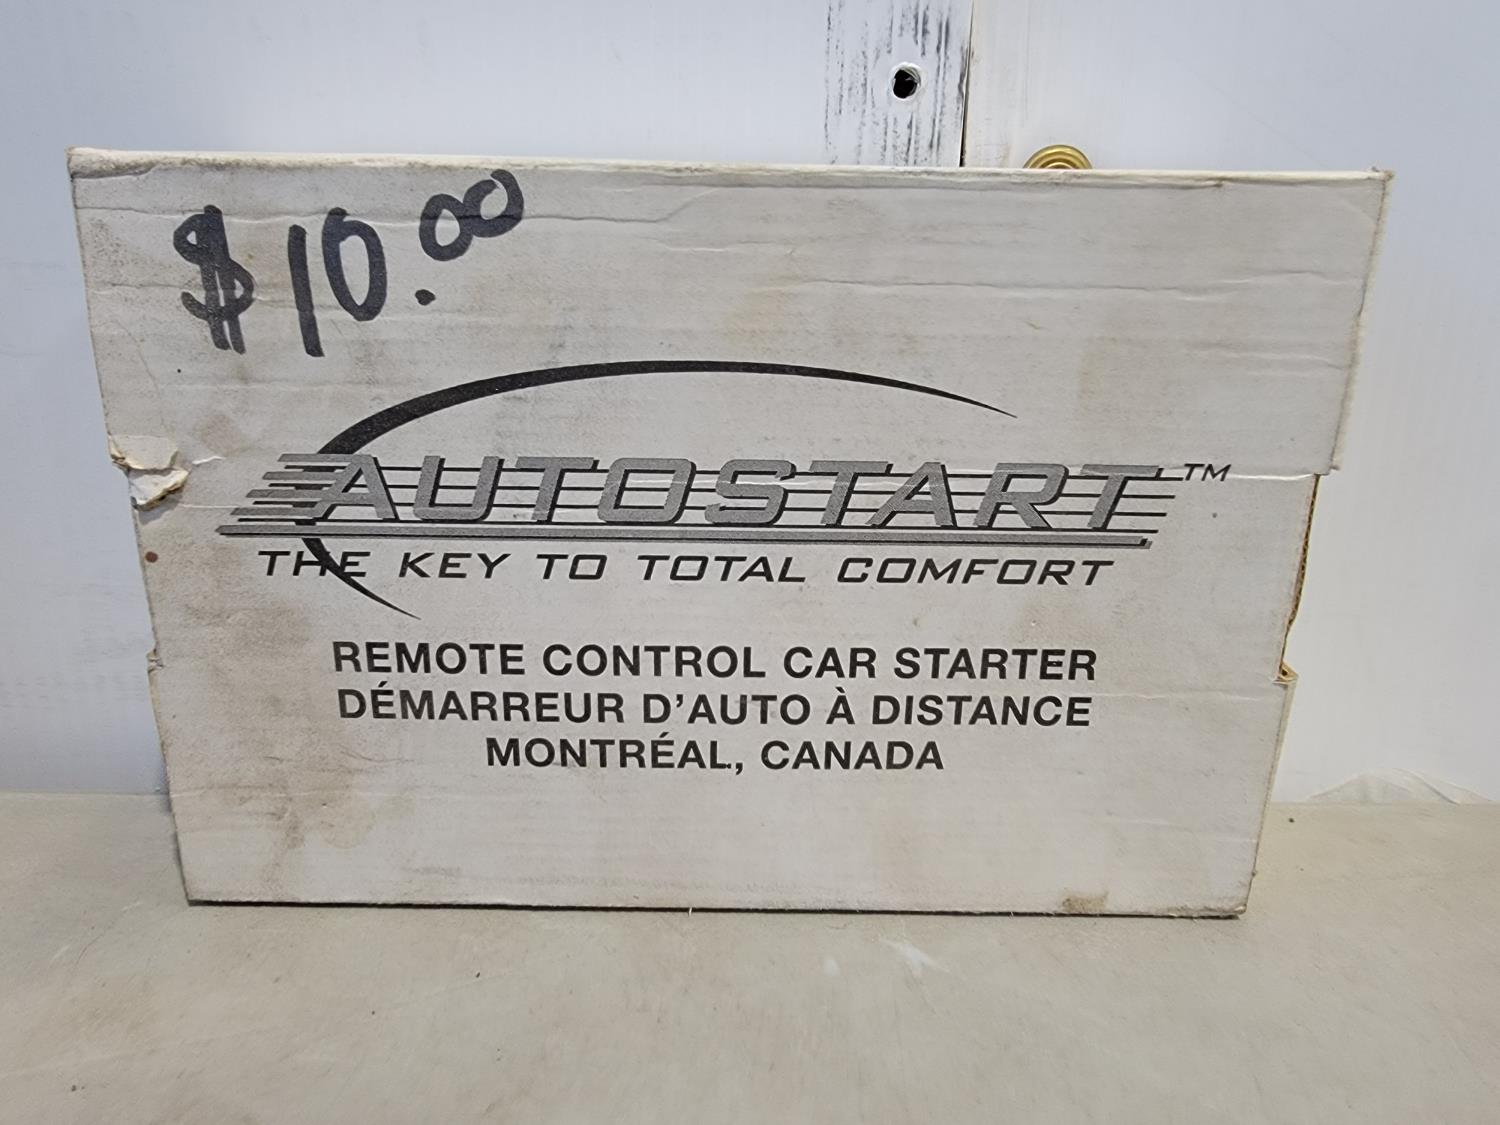 $10.00
AUTOSTART™
THE KEY TO TOTAL COMFORT
REMOTE CONTROL CAR STARTER
DÉMARREUR D'AUTO À DISTANCE
MONTRÉAL, CANADA